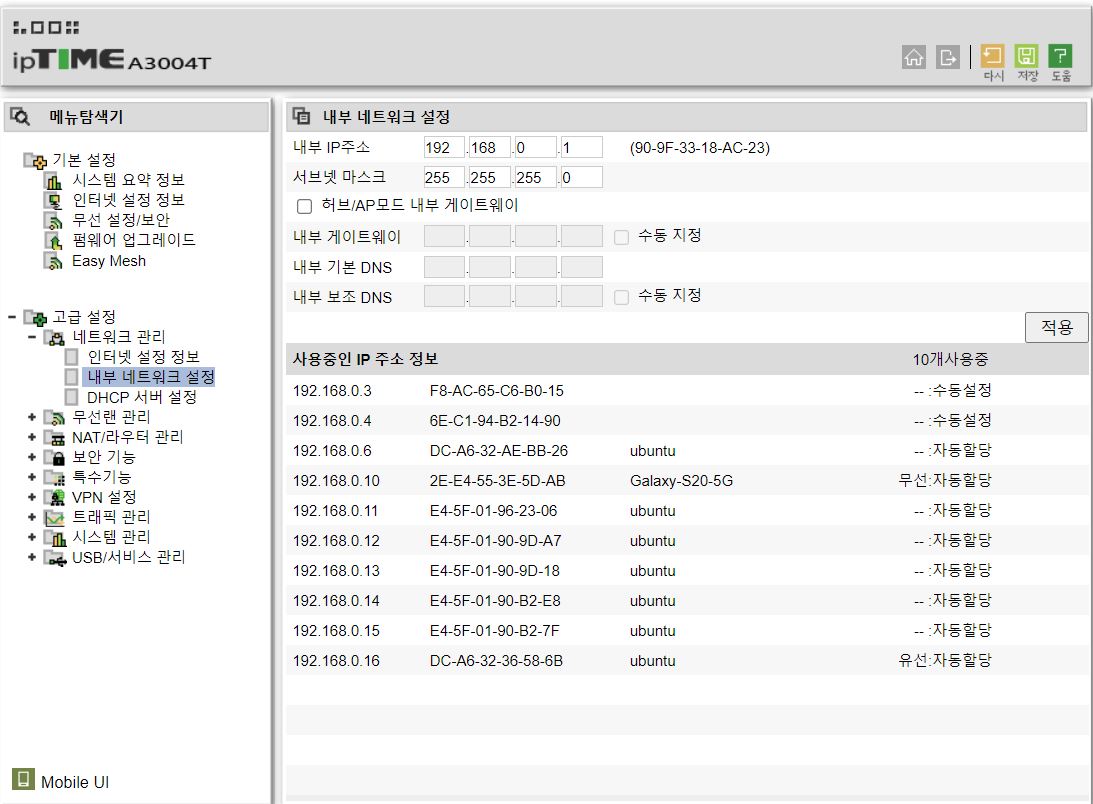 ipTIME A3004T
다시 저장 도움
메뉴탐색기
기본 설정
시스템 요약 정보
인터넷 설정 정보
무선 설정/보안
펌웨어 업그레이드
Easy Mesh
고급 설정
네트워크 관리
인터넷 설정 정보
내부 네트워크 설정
DHCP 서버 설정
무선랜 관리
NAT/라우터 관리
보안 기능
특수기능
VPN 설정
트래픽 관리
시스템 관리
USB/서비스 관리
Mobile UI
내부 네트워크 설정
내부 IP주소 192 . 168 . 0 . 1 (90-9F-33-18-AC-23)
서브넷 마스크 255 . 255 . 255 . 0
허브/AP모드 내부 게이트웨이
내부 게이트웨이 . . . 수동 지정
내부 기본 DNS . . .
내부 보조 DNS . . . 수동 지정
적용
사용중인 IP 주소 정보 10개사용중
192.168.0.3 F8-AC-65-C6-B0-15 -- :수동설정
192.168.0.4 6E-C1-94-B2-14-90 -- :수동설정
192.168.0.6 DC-A6-32-AE-BB-26 ubuntu -- :자동할당
192.168.0.10 2E-E4-55-3E-5D-AB Galaxy-S20-5G 무선:자동할당
192.168.0.11 E4-5F-01-96-23-06 ubuntu -- :자동할당
192.168.0.12 E4-5F-01-90-9D-A7 ubuntu -- :자동할당
192.168.0.13 E4-5F-01-90-9D-18 ubuntu -- :자동할당
192.168.0.14 E4-5F-01-90-B2-E8 ubuntu -- :자동할당
192.168.0.15 E4-5F-01-90-B2-7F ubuntu -- :자동할당
192.168.0.16 DC-A6-32-36-58-6B ubuntu 유선:자동할당